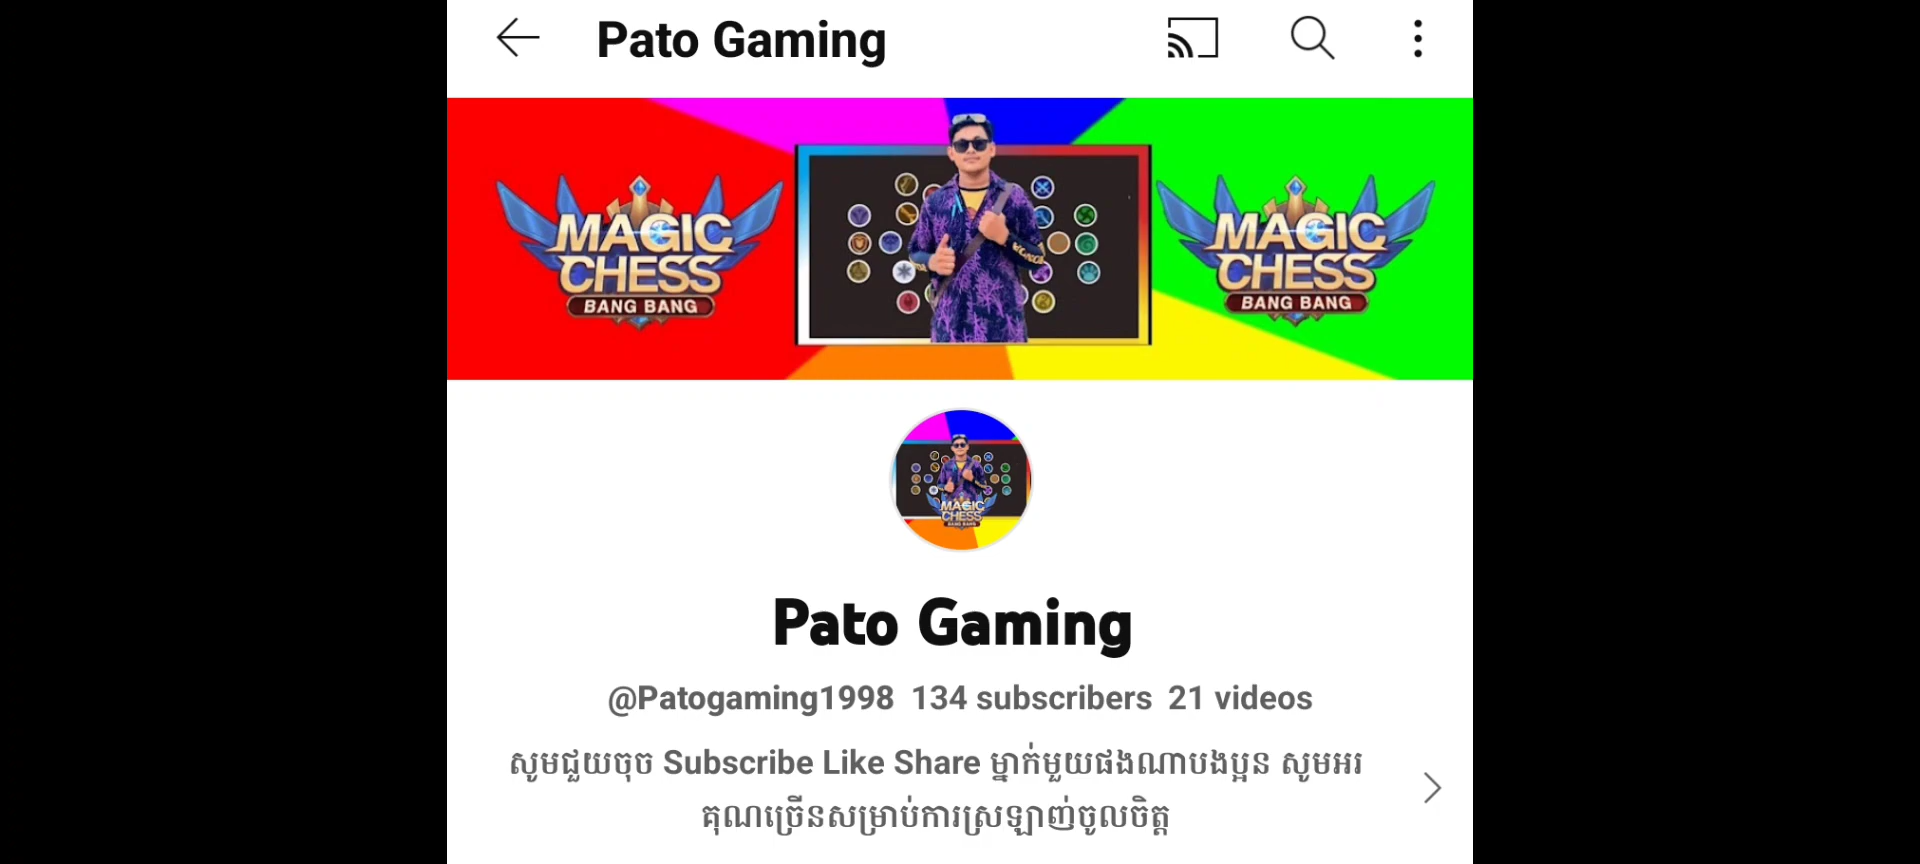 Pato Gaming
MAGIC
CHESS
BANG BANG
MAGIC
CHESS
BANG BANG
MAGIC
CHESS
BANG BANG
Pato Gaming
@Patogaming1998 134 subscribers 21 videos
សូមជួយចុច Subscribe Like Share ម្នាក់មួយផងណាបងប្អូន សូមអរ
គុណច្រើនសម្រាប់ការស្រឡាញ់ចូលចិត្ត